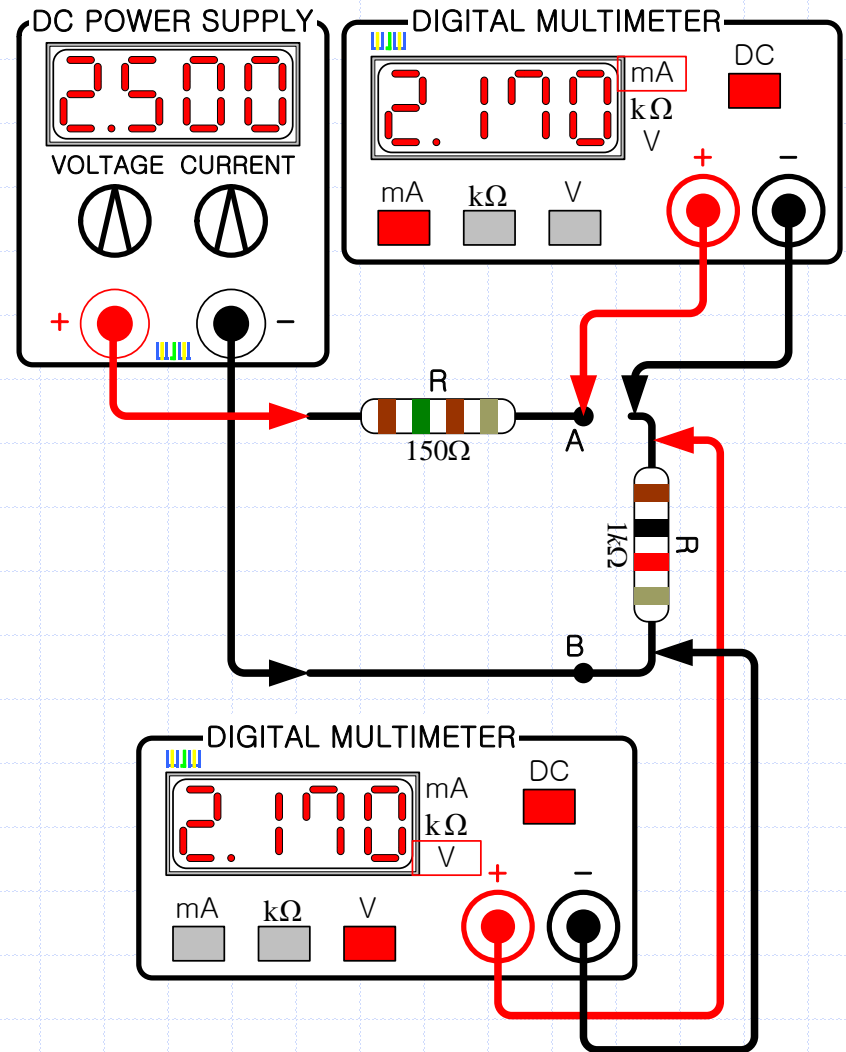 DC POWER SUPPLY
2.500
VOLTAGE CURRENT
+ −
DIGITAL MULTIMETER
2.170
mA
kΩ
V
DC
mA kΩ V
+ −
R
150Ω
A
R
1kΩ
B
DIGITAL MULTIMETER
2.170
mA
kΩ
V
DC
mA kΩ V
+ −